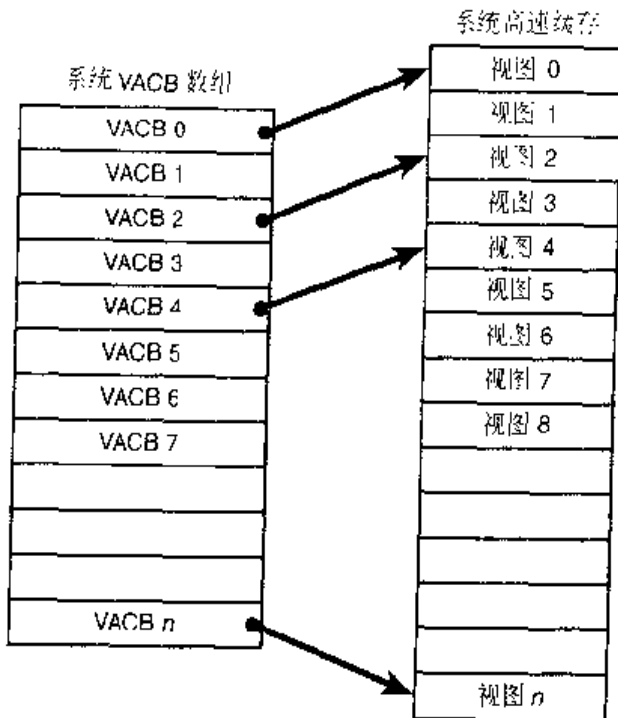 系统 VACB 数组
VACB 0
VACB 1
VACB 2
VACB 3
VACB 4
VACB 5
VACB 6
VACB 7
VACB n
系统高速缓存
视图 0
视图 1
视图 2
视图 3
视图 4
视图 5
视图 6
视图 7
视图 8
视图 n